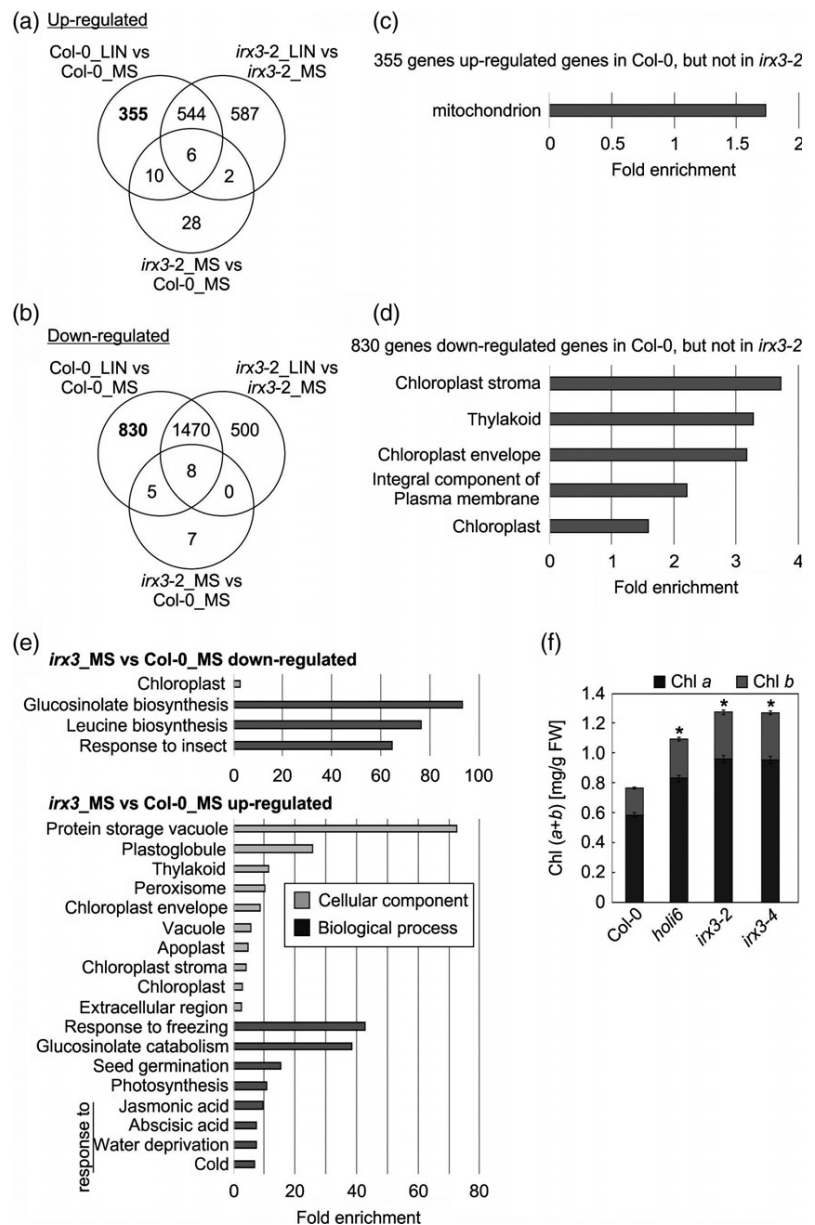 (a) Up-regulated
Col-0_LIN vs
Col-0_MS
irx3-2_LIN vs
irx3-2_MS
355 544 587
6
10 2
28
irx3-2_MS vs
Col-0_MS
(b) Down-regulated
Col-0_LIN vs
Col-0_MS
irx3-2_LIN vs
irx3-2_MS
830 1470 500
8
5 0
7
irx3-2_MS vs
Col-0_MS
(c)
355 genes up-regulated genes in Col-0, but not in irx3-2
mitochondrion
0 0.5 1 1.5 2
Fold enrichment
(d)
830 genes down-regulated genes in Col-0, but not in irx3-2
Chloroplast stroma
Thylakoid
Chloroplast envelope
Integral component of
Plasma membrane
Chloroplast
0 1 2 3 4
Fold enrichment
(e)
irx3_MS vs Col-0_MS down-regulated
Chloroplast
Glucosinolate biosynthesis
Leucine biosynthesis
Response to insect
0 20 40 60 80 100
irx3_MS vs Col-0_MS up-regulated
Protein storage vacuole
Plastoglobule
Thylakoid
Peroxisome
Chloroplast envelope
Vacuole
Apoplast
Chloroplast stroma
Chloroplast
Extracellular region
Response to freezing
Glucosinolate catabolism
Seed germination
Photosynthesis
response to
Jasmonic acid
Abscisic acid
Water deprivation
Cold
Cellular component
Biological process
0 20 40 60 80
Fold enrichment
(f)
Chl a Chl b
Chl (a+b) [mg/g FW]
1.4
1.2
1.0
0.8
0.6
0.4
0.2
0
* * *
Col-0 holi6 irx3-2 irx3-4